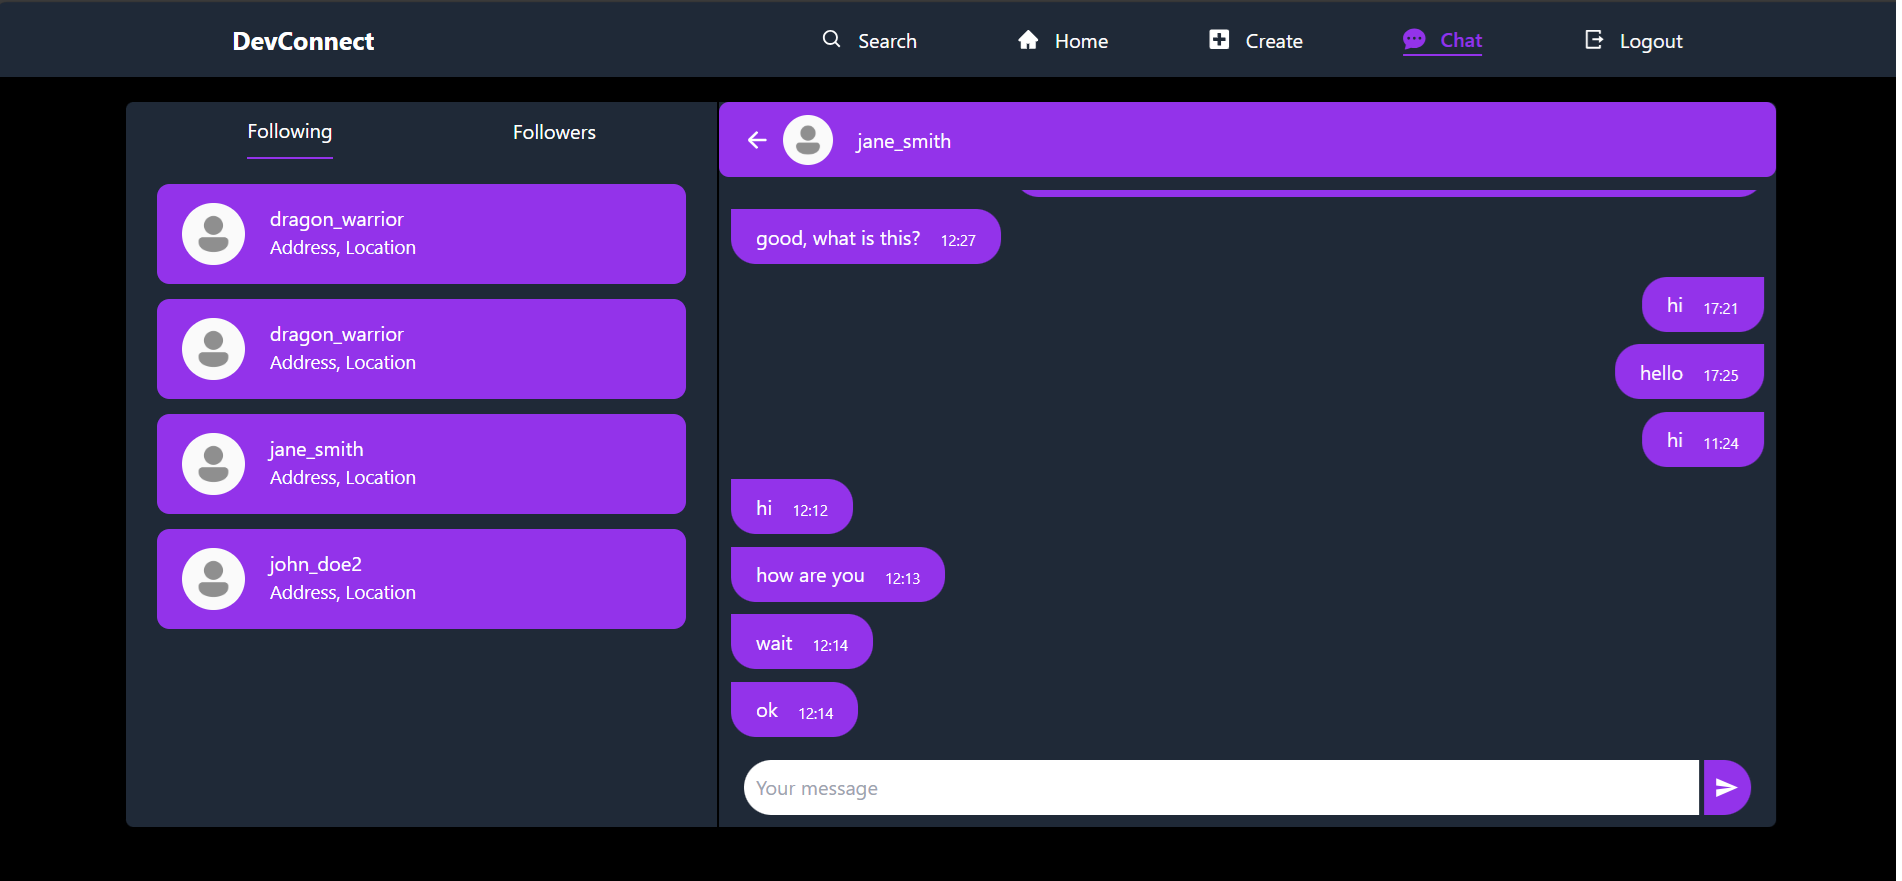 DevConnect
Search
Home
Create
Chat
Logout
Following
Followers
dragon_warrior
Address, Location
dragon_warrior
Address, Location
jane_smith
Address, Location
john_doe2
Address, Location
jane_smith
good, what is this? 12:27
hi 17:21
hello 17:25
hi 11:24
hi 12:12
how are you 12:13
wait 12:14
ok 12:14
Your message